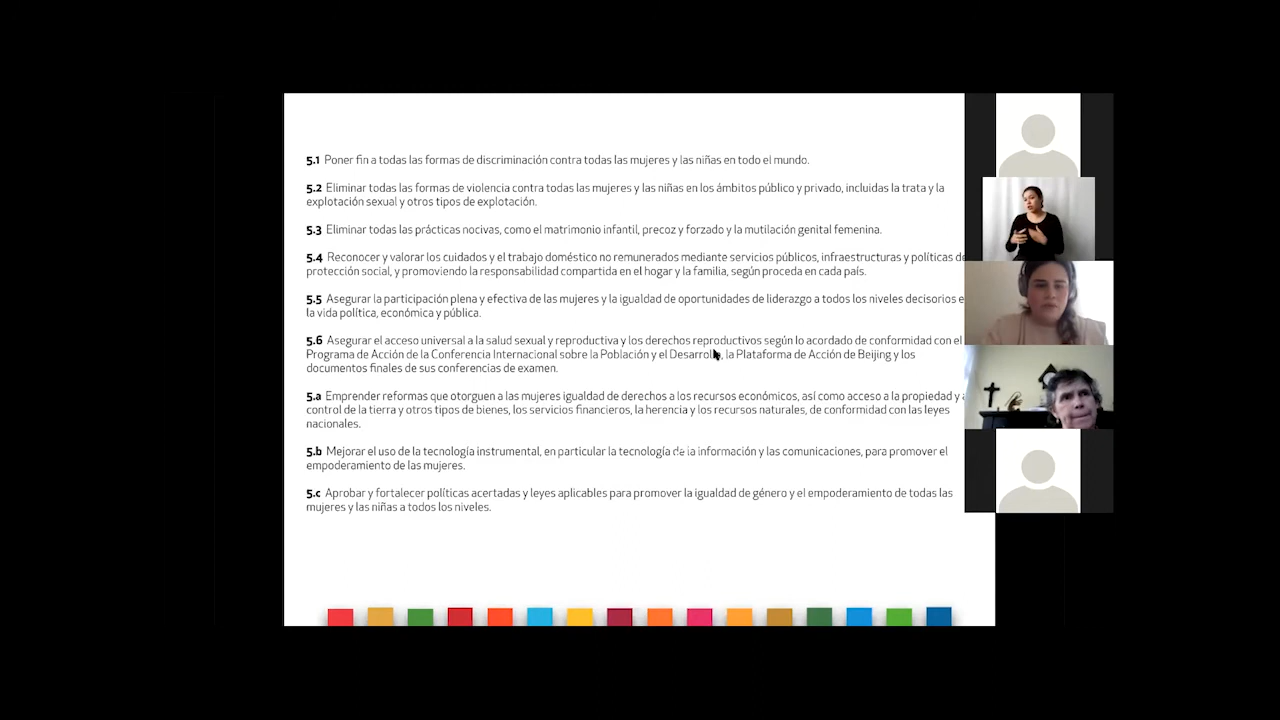 5.1 Poner fin a todas las formas de discriminación contra todas las mujeres y las niñas en todo el mundo.
5.2 Eliminar todas las formas de violencia contra todas las mujeres y las niñas en los ámbitos público y privado, incluidas la trata y la
explotación sexual y otros tipos de explotación.
5.3 Eliminar todas las prácticas nocivas, como el matrimonio infantil, precoz y forzado y la mutilación genital femenina.
5.4 Reconocer y valorar los cuidados y el trabajo doméstico no remunerados mediante servicios públicos, infraestructuras y políticas de
protección social, y promoviendo la responsabilidad compartida en el hogar y la familia, según proceda en cada país.
5.5 Asegurar la participación plena y efectiva de las mujeres y la igualdad de oportunidades de liderazgo a todos los niveles decisorios e
la vida política, económica y pública.
5.6 Asegurar el acceso universal a la salud sexual y reproductiva y los derechos reproductivos según lo acordado de conformidad con el
Programa de Acción de la Conferencia Internacional sobre la Población y el Desarrollo, la Plataforma de Acción de Beijing y los
documentos finales de sus conferencias de examen.
5.a Emprender reformas que otorguen a las mujeres igualdad de derechos a los recursos económicos, así como acceso a la propiedad y a
control de la tierra y otros tipos de bienes, los servicios financieros, la herencia y los recursos naturales, de conformidad con las leyes
nacionales.
5.b Mejorar el uso de la tecnología instrumental, en particular la tecnología de la información y las comunicaciones, para promover el
empoderamiento de las mujeres.
5.c Aprobar y fortalecer políticas acertadas y leyes aplicables para promover la igualdad de género y el empoderamiento de todas las
mujeres y las niñas a todos los niveles.